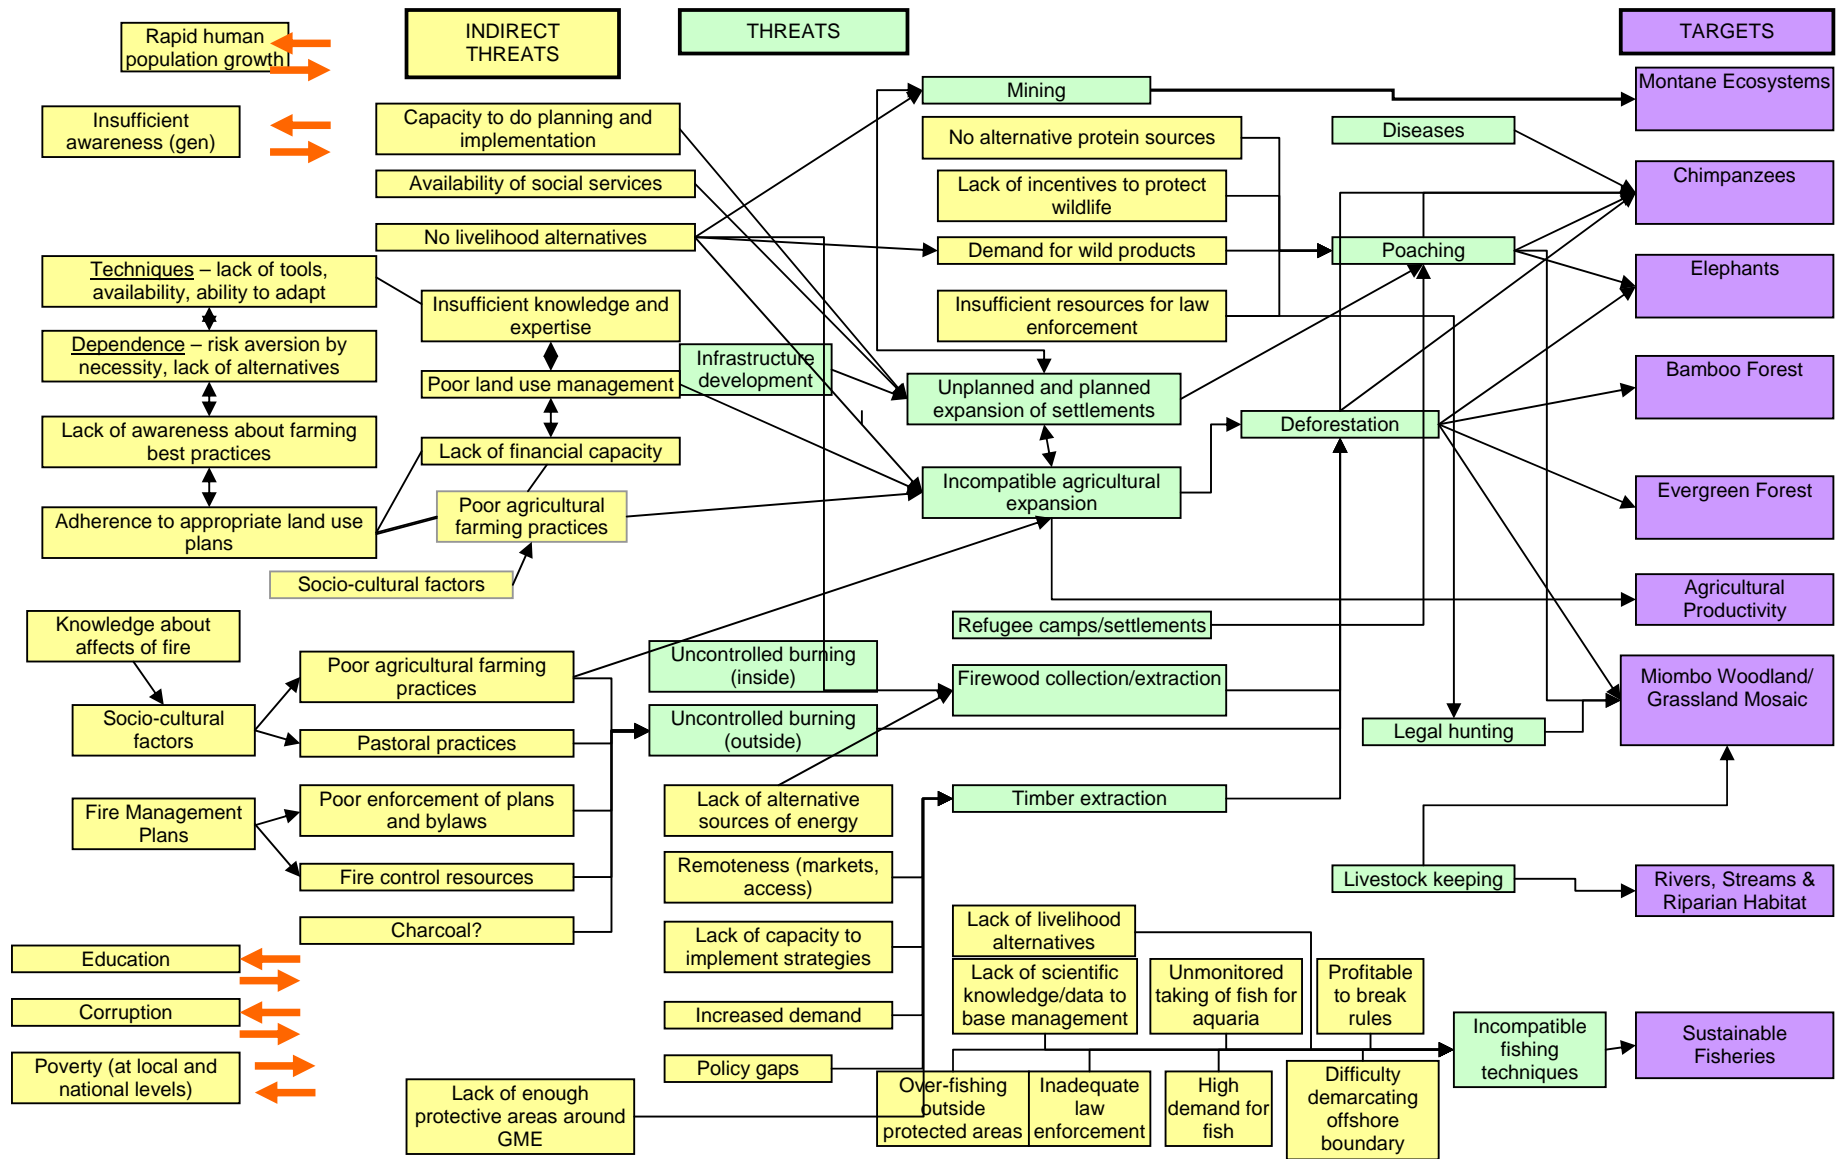 Rapid human
population growth
INDIRECT
THREATS
THREATS
TARGETS
Insufficient
awareness (gen)
Capacity to do planning and
implementation
Availability of social services
No livelihood alternatives
Mining
No alternative protein sources
Lack of incentives to protect
wildlife
Demand for wild products
Insufficient resources for law
enforcement
Diseases
Poaching
Montane Ecosystems
Chimpanzees
Elephants
Bamboo Forest
Evergreen Forest
Agricultural
Productivity
Miombo Woodland/
Grassland Mosaic
Rivers, Streams &
Riparian Habitat
Sustainable
Fisheries
Techniques – lack of tools,
availability, ability to adapt
Dependence – risk aversion by
necessity, lack of alternatives
Lack of awareness about farming
best practices
Adherence to appropriate land use
plans
Insufficient knowledge and
expertise
Poor land use management
Lack of financial capacity
Poor agricultural
farming practices
Socio-cultural factors
Infrastructure
development
Unplanned and planned
expansion of settlements
Incompatible agricultural
expansion
Deforestation
Refugee camps/settlements
Firewood collection/extraction
Legal hunting
Timber extraction
Livestock keeping
Knowledge about
affects of fire
Socio-cultural
factors
Fire Management
Plans
Poor agricultural farming
practices
Pastoral practices
Poor enforcement of plans
and bylaws
Fire control resources
Charcoal?
Uncontrolled burning
(inside)
Uncontrolled burning
(outside)
Lack of alternative
sources of energy
Remoteness (markets,
access)
Lack of capacity to
implement strategies
Increased demand
Policy gaps
Lack of enough
protective areas around
GME
Education
Corruption
Poverty (at local and
national levels)
Lack of livelihood
alternatives
Lack of scientific
knowledge/data to
base management
Unmonitored
taking of fish for
aquaria
Profitable
to break
rules
Incompatible
fishing
techniques
Over-fishing
outside
protected areas
Inadequate
law
enforcement
High
demand for
fish
Difficulty
demarcating
offshore
boundary